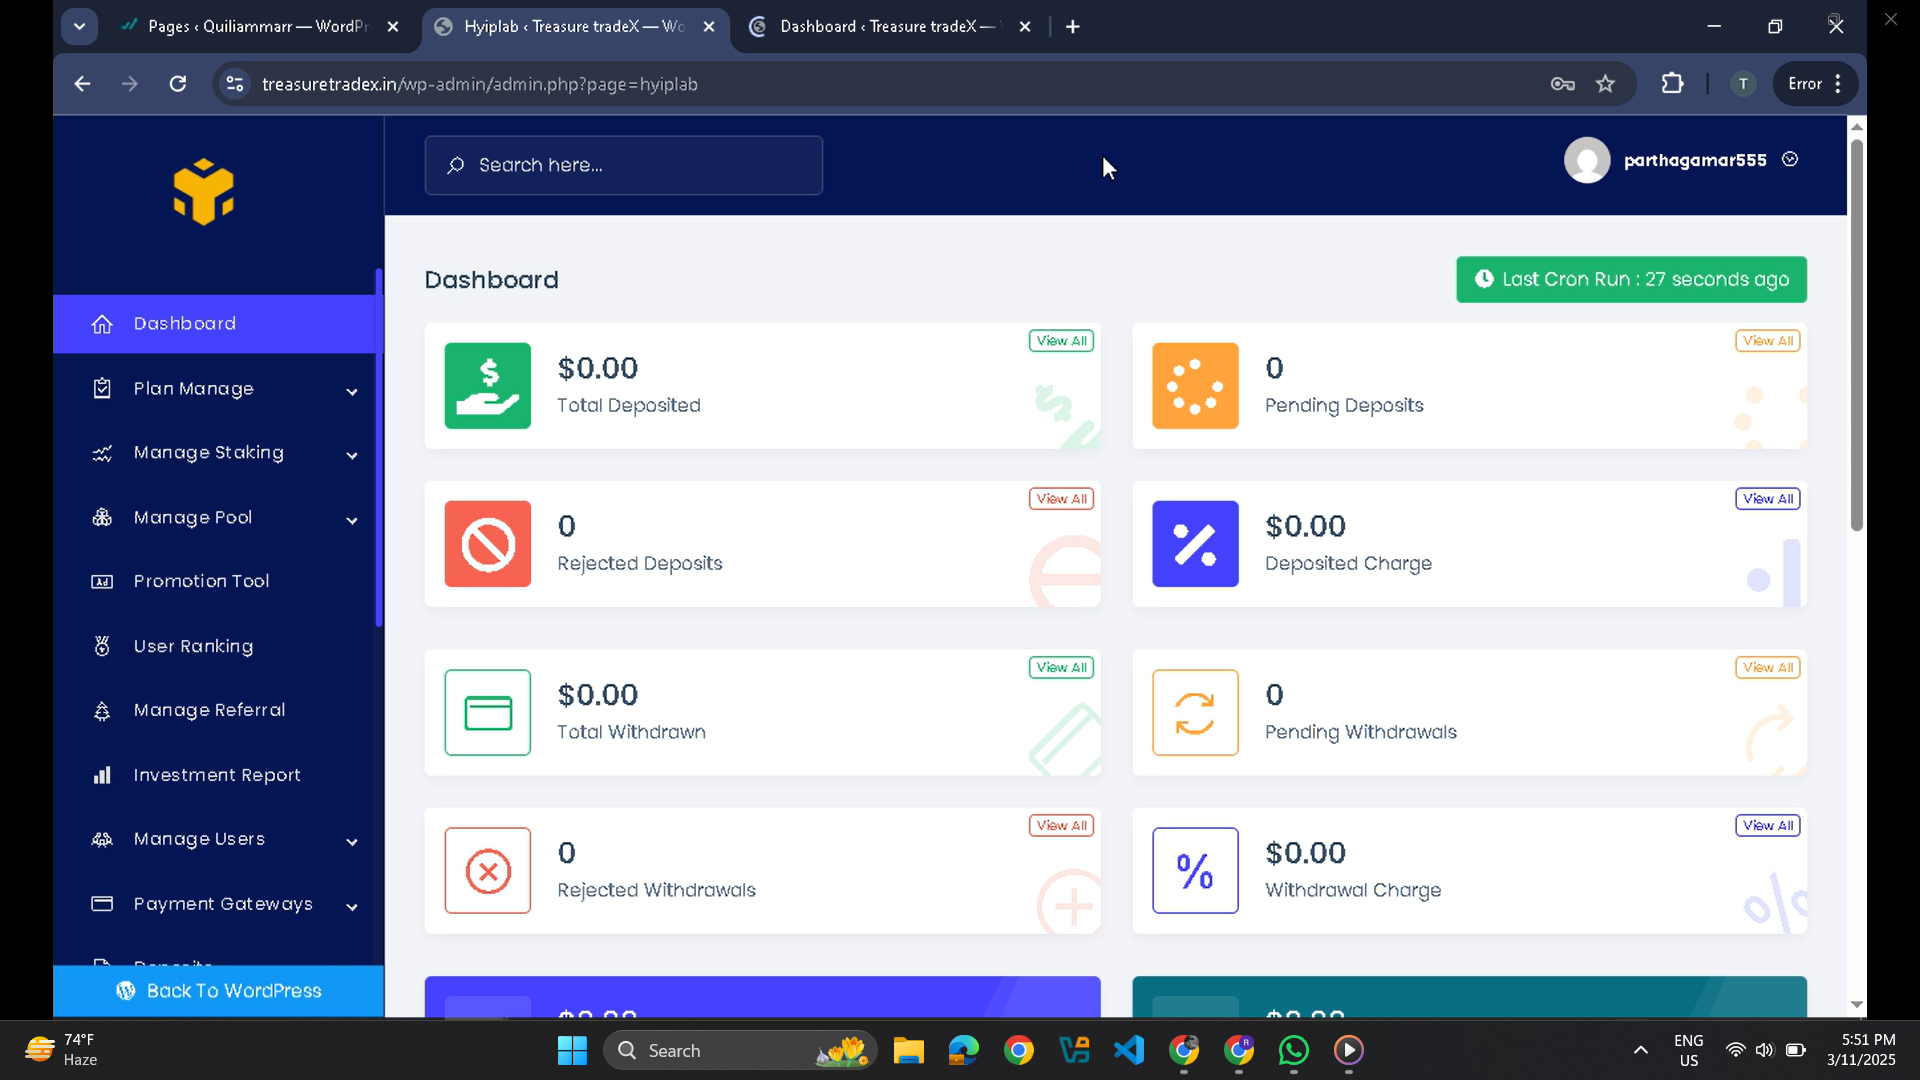 Pages ‹ Quiliammarr — WordPr
Hyiplab ‹ Treasure tradeX — Wo
Dashboard ‹ Treasure tradeX —
treasuretradex.in/wp-admin/admin.php?page=hyiplab
T
Error
Search here...
parthagamar555
Dashboard
Last Cron Run : 27 seconds ago
Dashboard
Plan Manage
Manage Staking
Manage Pool
Promotion Tool
User Ranking
Manage Referral
Investment Report
Manage Users
Payment Gateways
Deposits
Back To WordPress
$0.00
Total Deposited
View All
0
Pending Deposits
View All
0
Rejected Deposits
View All
$0.00
Deposited Charge
View All
$0.00
Total Withdrawn
View All
0
Pending Withdrawals
View All
0
Rejected Withdrawals
View All
$0.00
Withdrawal Charge
View All
$0.00
$0.00
74°F
Haze
Search
ENG
US
5:51 PM
3/11/2025